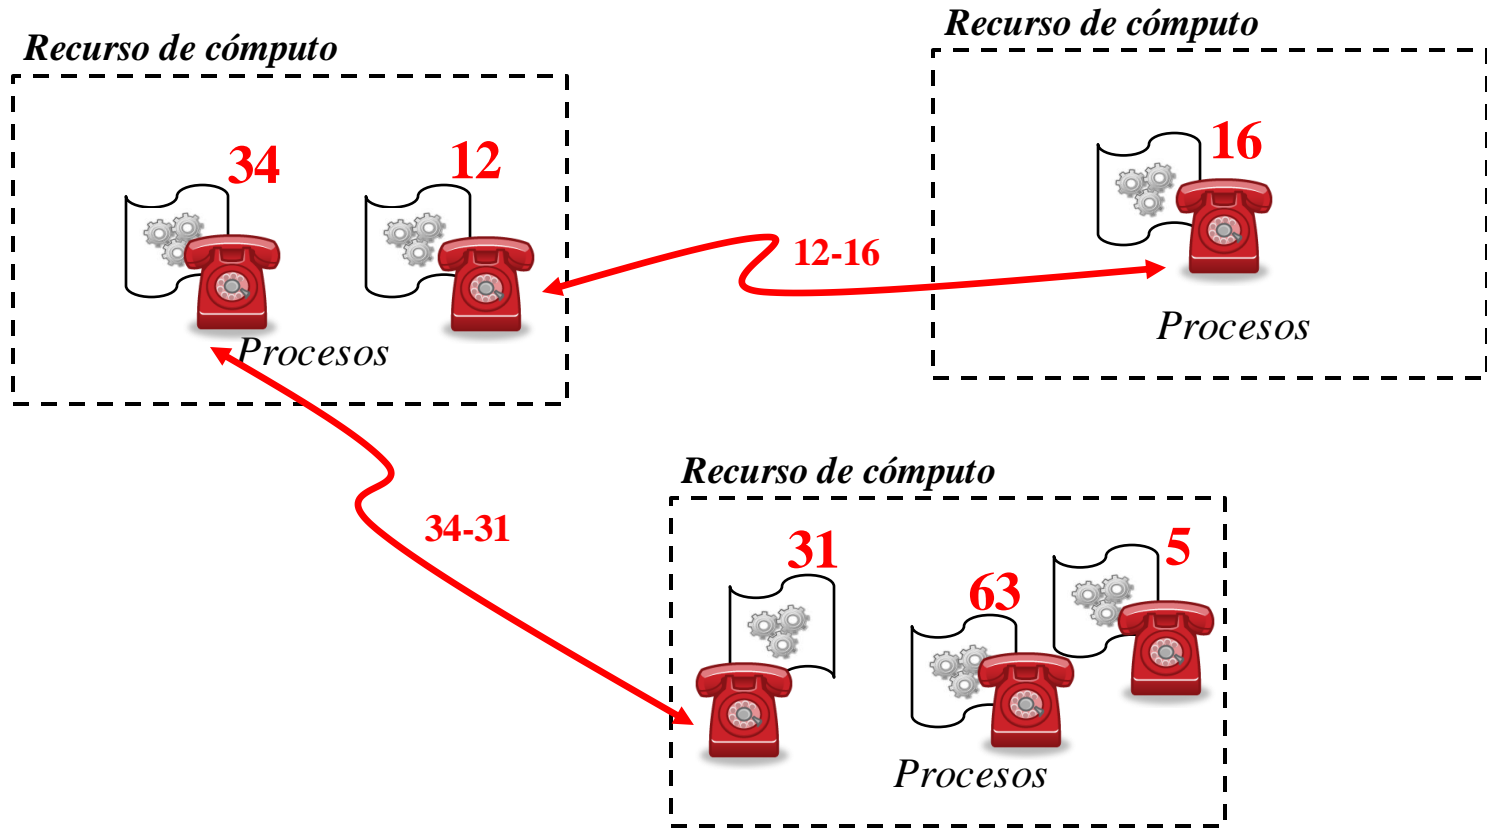 Recurso de cómputo
34
12
Procesos
12-16
Recurso de cómputo
16
Procesos
34-31
Recurso de cómputo
31
63
5
Procesos